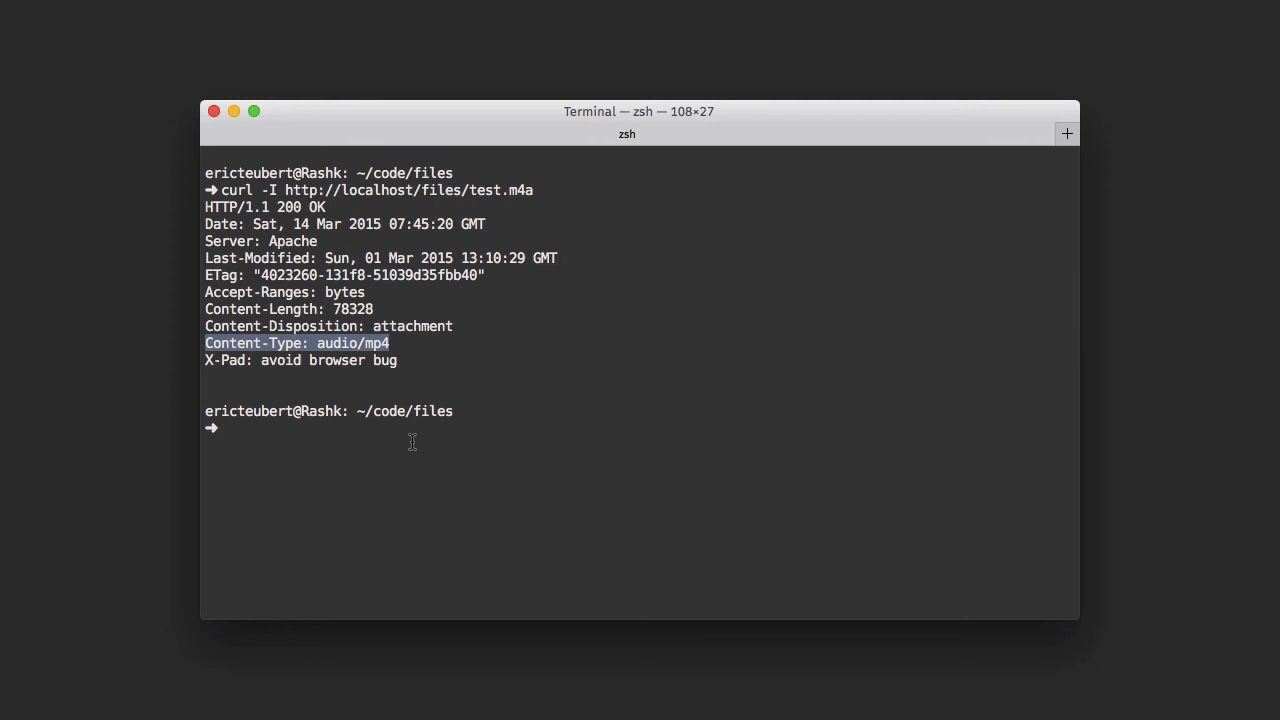 Terminal — zsh — 108×27
zsh
+
ericteubert@Rashk: ~/code/files
➜ curl -I http://localhost/files/test.m4a
HTTP/1.1 200 OK
Date: Sat, 14 Mar 2015 07:45:20 GMT
Server: Apache
Last-Modified: Sun, 01 Mar 2015 13:10:29 GMT
ETag: "4023260-131f8-51039d35fbb40"
Accept-Ranges: bytes
Content-Length: 78328
Content-Disposition: attachment
Content-Type: audio/mp4
X-Pad: avoid browser bug
ericteubert@Rashk: ~/code/files
➜